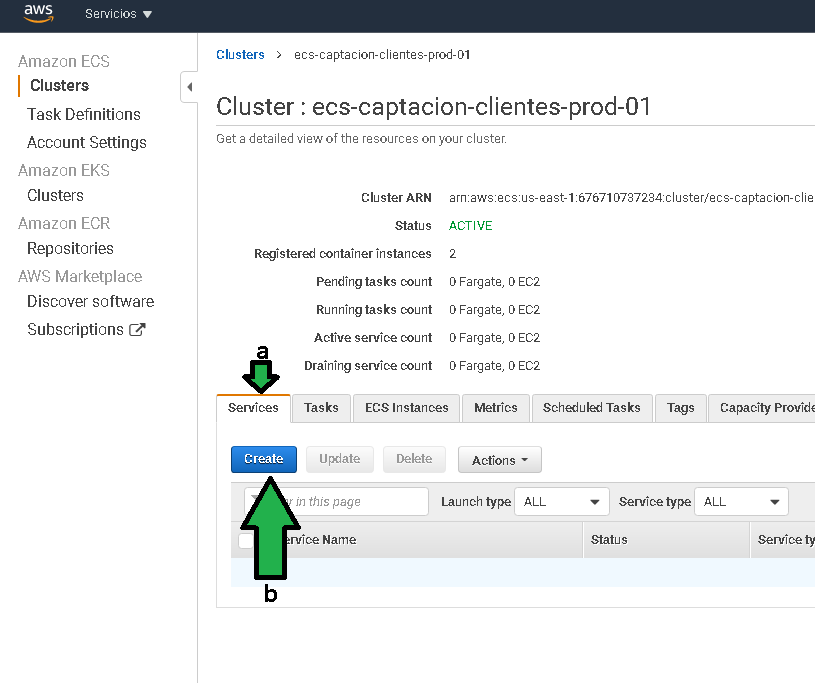 aws Servicios
Amazon ECS
Clusters
Task Definitions
Account Settings
Amazon EKS
Clusters
Amazon ECR
Repositories
AWS Marketplace
Discover software
Subscriptions
Clusters > ecs-captacion-clientes-prod-01
Cluster : ecs-captacion-clientes-prod-01
Get a detailed view of the resources on your cluster.
Cluster ARN arn:aws:ecs:us-east-1:676710737234:cluster/ecs-captacion-clie
Status ACTIVE
Registered container instances 2
Pending tasks count 0 Fargate, 0 EC2
Running tasks count 0 Fargate, 0 EC2
Active service count 0 Fargate, 0 EC2
Draining service count 0 Fargate, 0 EC2
a
Services Tasks ECS Instances Metrics Scheduled Tasks Tags Capacity Provide
Create Update Delete Actions
r in this page Launch type ALL Service type ALL
ervice Name Status Service ty
b